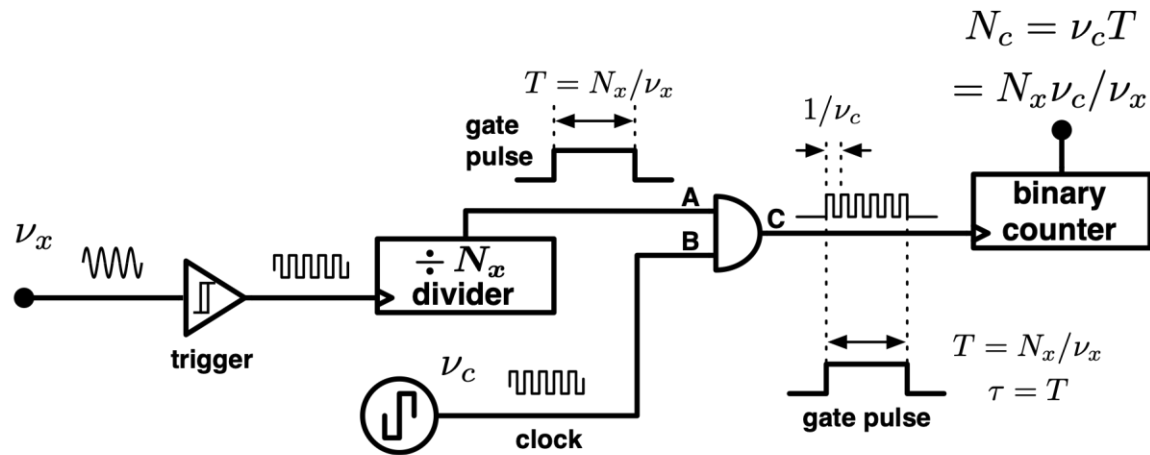 N_c = ν_c T
= N_x ν_c / ν_x
T = N_x / ν_x
1/ν_c
gate
pulse
A
B
C
binary
counter
ν_x
÷ N_x
divider
trigger
ν_c
clock
T = N_x / ν_x
τ = T
gate pulse